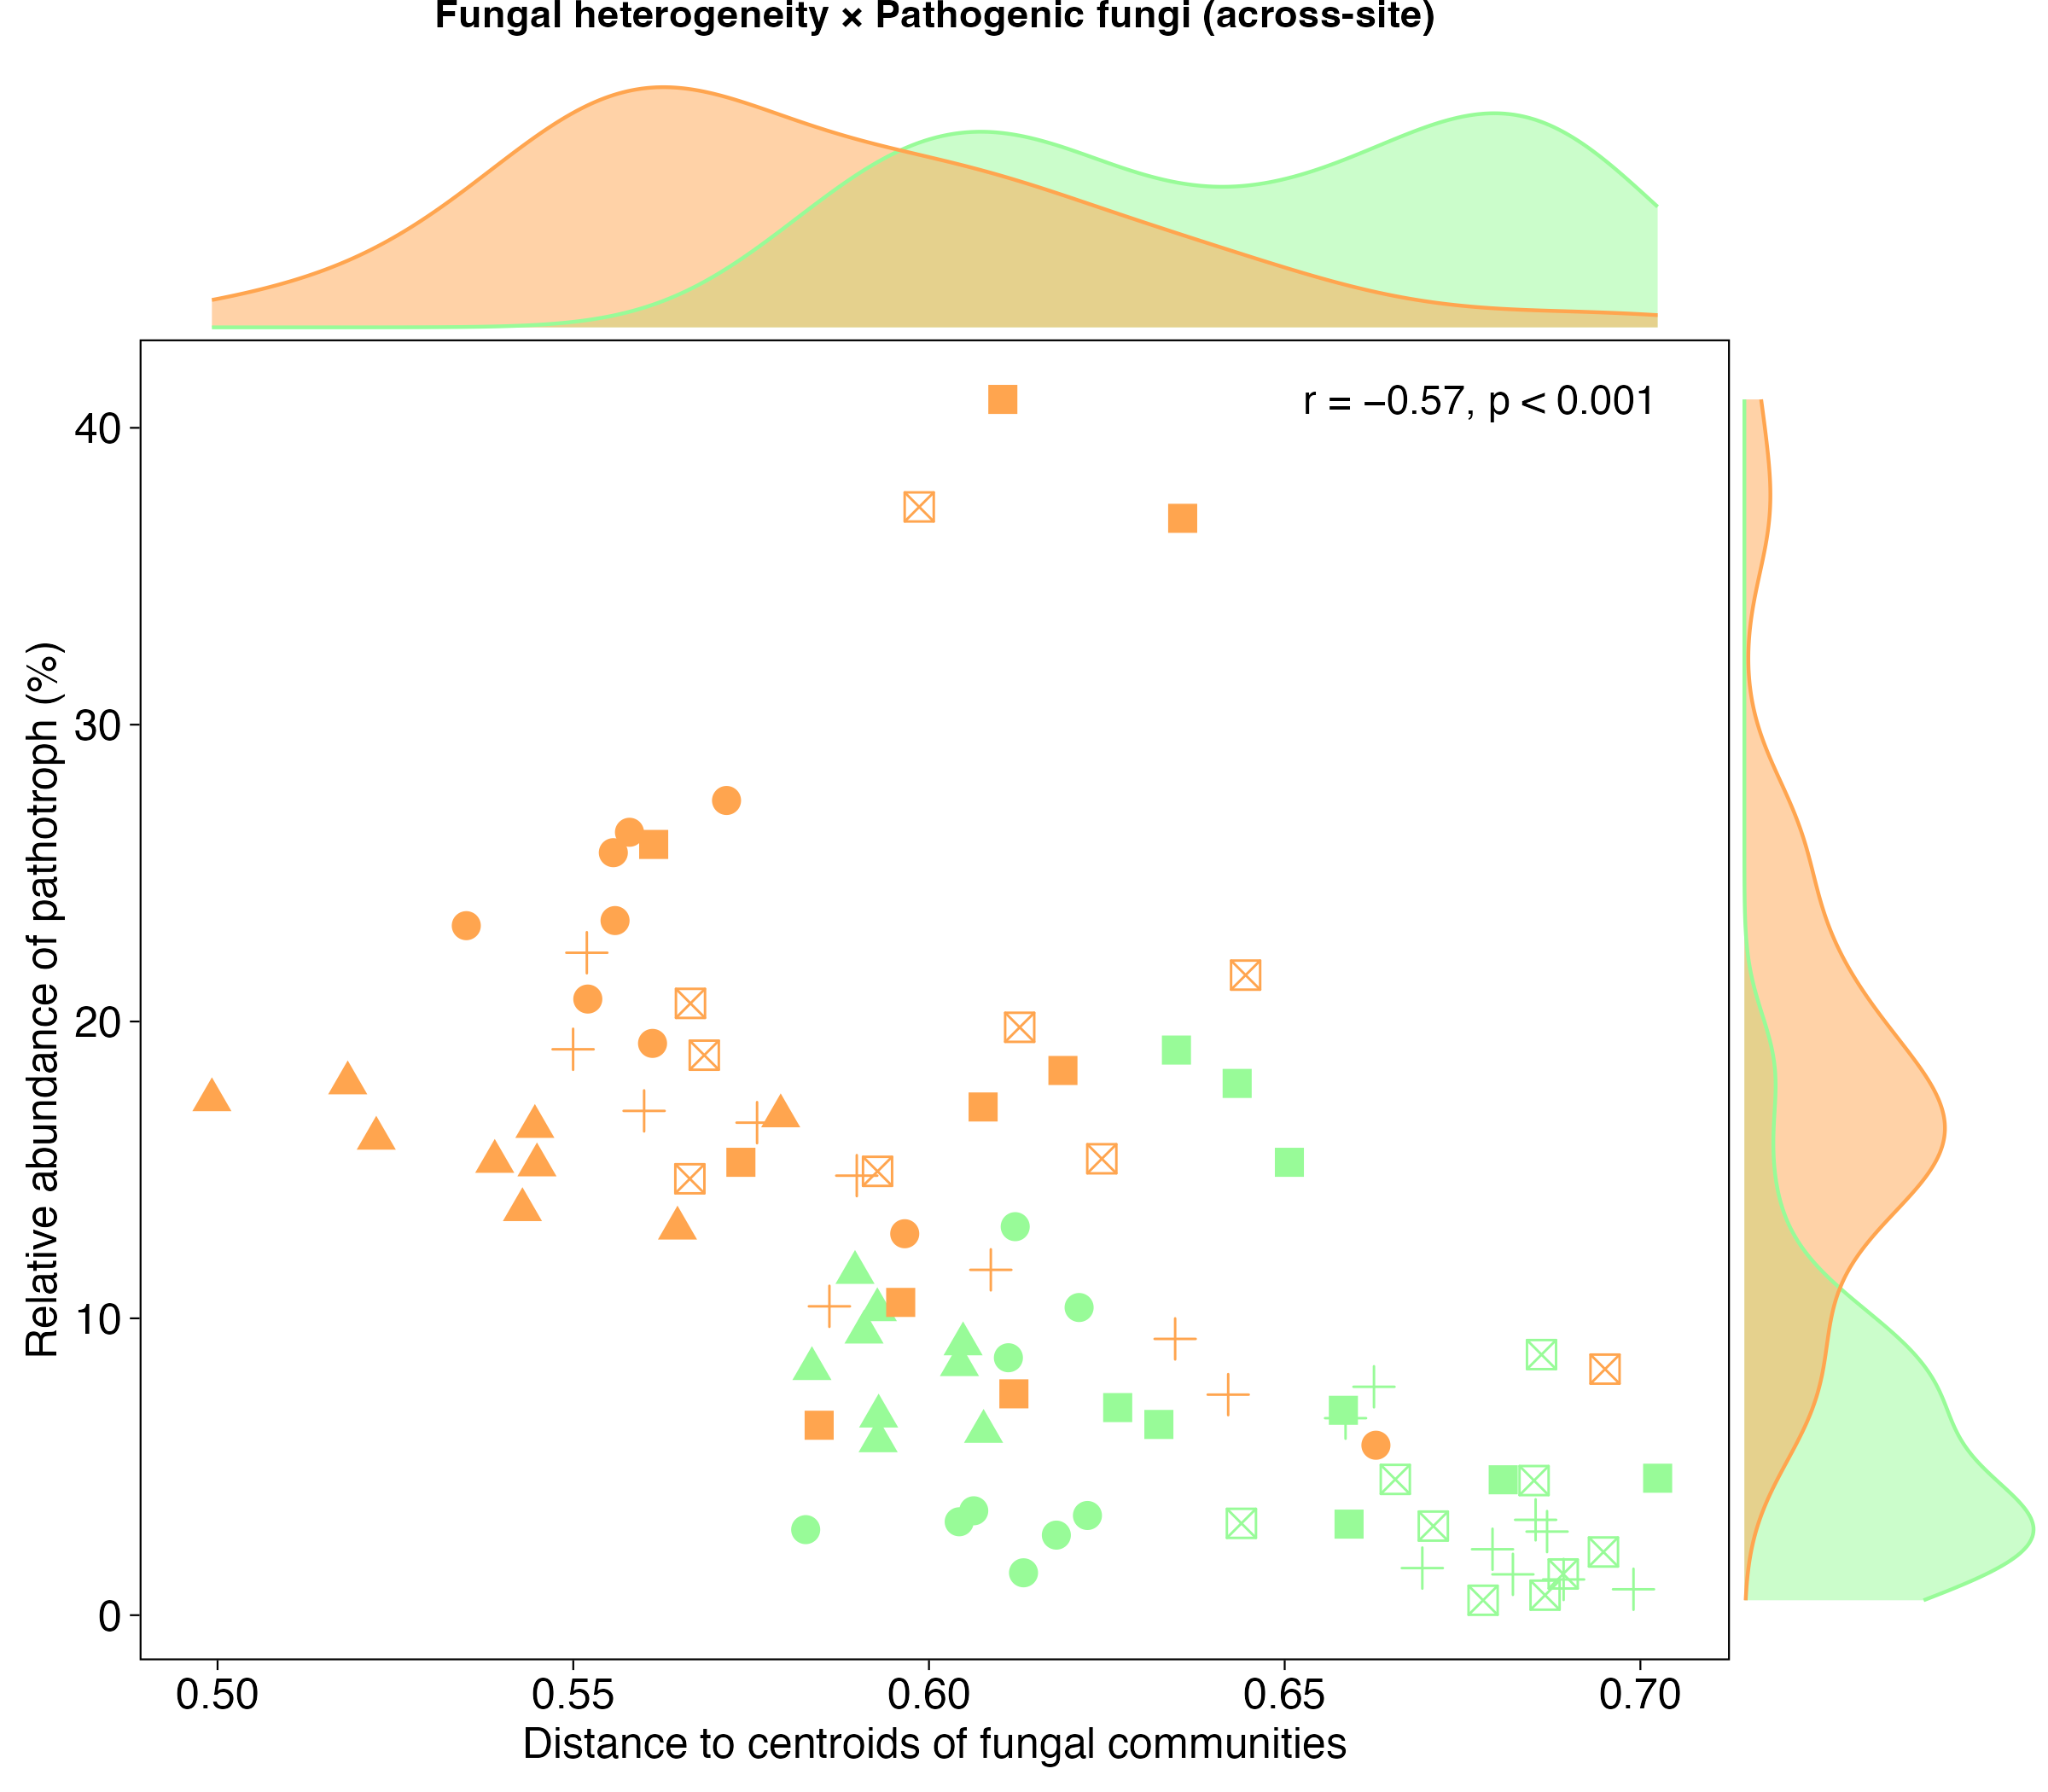 Fungal heterogeneity × Pathogenic fungi (across-site)
r = −0.57, p < 0.001
Relative abundance of pathotroph (%)
40
30
20
10
0
0.50 0.55 0.60 0.65 0.70
Distance to centroids of fungal communities